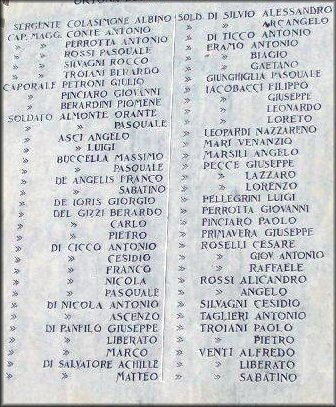 SERGENTE COLASIMONE ALBINO
CAP. MAGG. CONTE ANTONIO
» PERROTTA ANTONIO
» ROSSI PASQUALE
» SILVAGNI ROCCO
» TROIANI BERARDO
CAPORALE PETRONI GIULIO
» PINCIARO GIOVANNI
» BERARDINI PIOMENE
SOLDATO ALMONTE ORANTE
» » PASQUALE
» ASCI ANGELO
» » LUIGI
» BUCCELLA MASSIMO
» » PASQUALE
» DE ANGELIS FRANCO
» » SABATINO
» DE IORIS GIORGIO
» DEL GIZZI BERARDO
» » CARLO
» » PIETRO
» DI CICCO ANTONIO
» » CESIDIO
» » FRANCO
» » NICOLA
» » PASQUALE
» DI NICOLA ANTONIO
» » ASCENZO
» DI PANFILO GIUSEPPE
» » LIBERATO
» » MARCO
» DI SALVATORE ACHILLE
» » MATTEO
SOLD. DI SILVIO ALESSANDRO
» » ARCANGELO
» DI TICCO ANTONIO
» ERAMO ANTONIO
» » BIAGIO
» » GAETANO
» GIUNGHIGLIA PASQUALE
» IACOBACCI FILIPPO
» » GIUSEPPE
» » LEONARDO
» » LORETO
» LEOPARDI NAZZARENO
» MARI VENANZIO
» MARSILI ANGELO
» PECCE GIUSEPPE
» » LAZZARO
» » LORENZO
» PELLEGRINI LUIGI
» PERROTTA GIOVANNI
» PINCIARO PAOLO
» PRIMAVERA GIUSEPPE
» ROSELLI CESARE
» » GIOV ANTONIO
» » RAFFAELE
» ROSSI ALICANDRO
» » ANGELO
» SILVAGNI CESIDIO
» TAGLIERI ANTONIO
» TROIANI PAOLO
» » PIETRO
» VENTI ALFREDO
» » LIBERATO
» » SABATINO